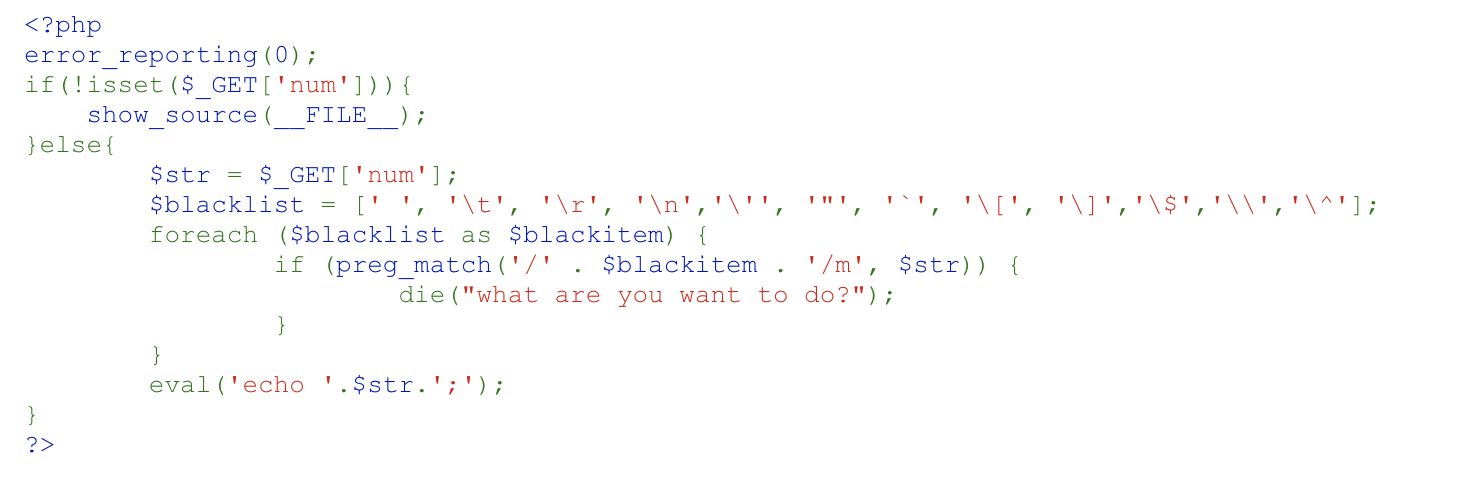 <?php
error_reporting(0);
if(!isset($_GET['num'])){
    show_source(__FILE__);
}else{
        $str = $_GET['num'];
        $blacklist = [' ', '\t', '\r', '\n','\'', '"', '`', '\[', '\]','\$','\\','\^'];
        foreach ($blacklist as $blackitem) {
                if (preg_match('/' . $blackitem . '/m', $str)) {
                        die("what are you want to do?");
                }
        }
        eval('echo '.$str.';');
}
?>